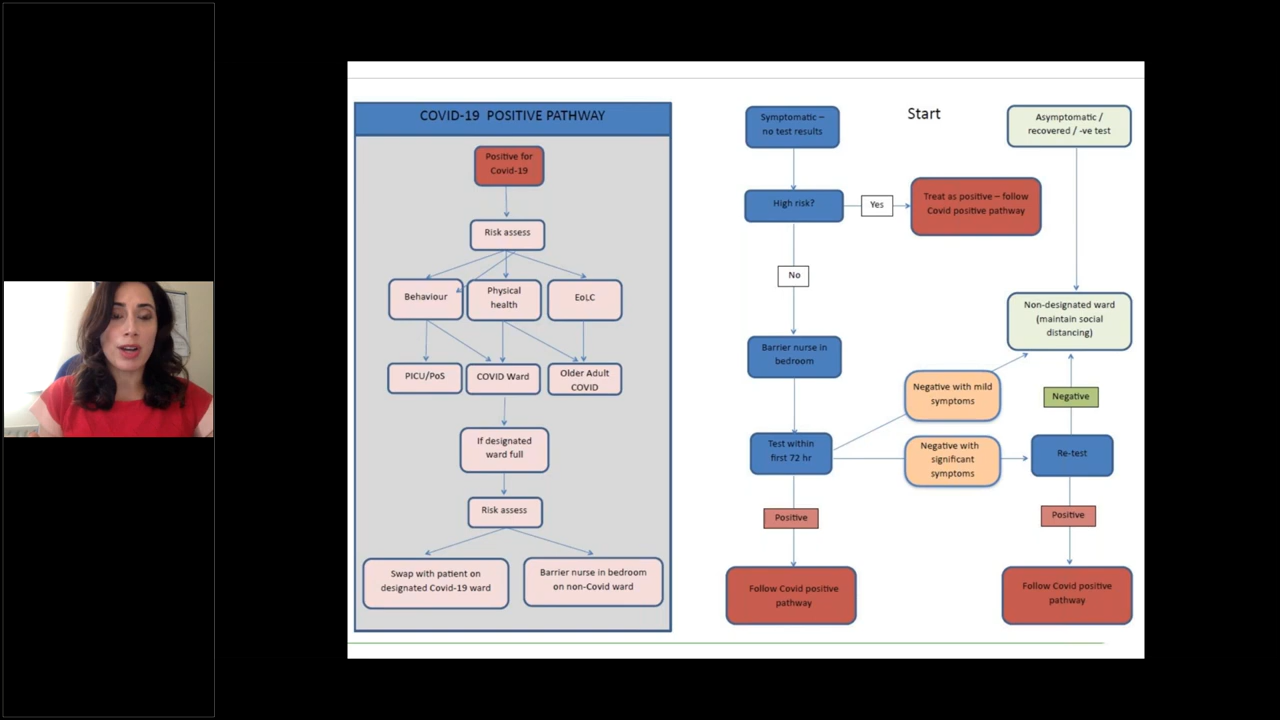 COVID-19 POSITIVE PATHWAY
Positive for
Covid-19
Risk assess
Behaviour
Physical
health
EoLC
PICU/PoS
COVID Ward
Older Adult
COVID
If designated
ward full
Risk assess
Swap with patient on
designated Covid-19 ward
Barrier nurse in bedroom
on non-Covid ward
Start
Symptomatic –
no test results
Asymptomatic /
recovered / -ve test
High risk?
Yes
Treat as positive – follow
Covid positive pathway
No
Non-designated ward
(maintain social
distancing)
Barrier nurse in
bedroom
Negative with mild
symptoms
Negative
Test within
first 72 hr
Negative with
significant
symptoms
Re-test
Positive
Positive
Follow Covid positive
pathway
Follow Covid positive
pathway